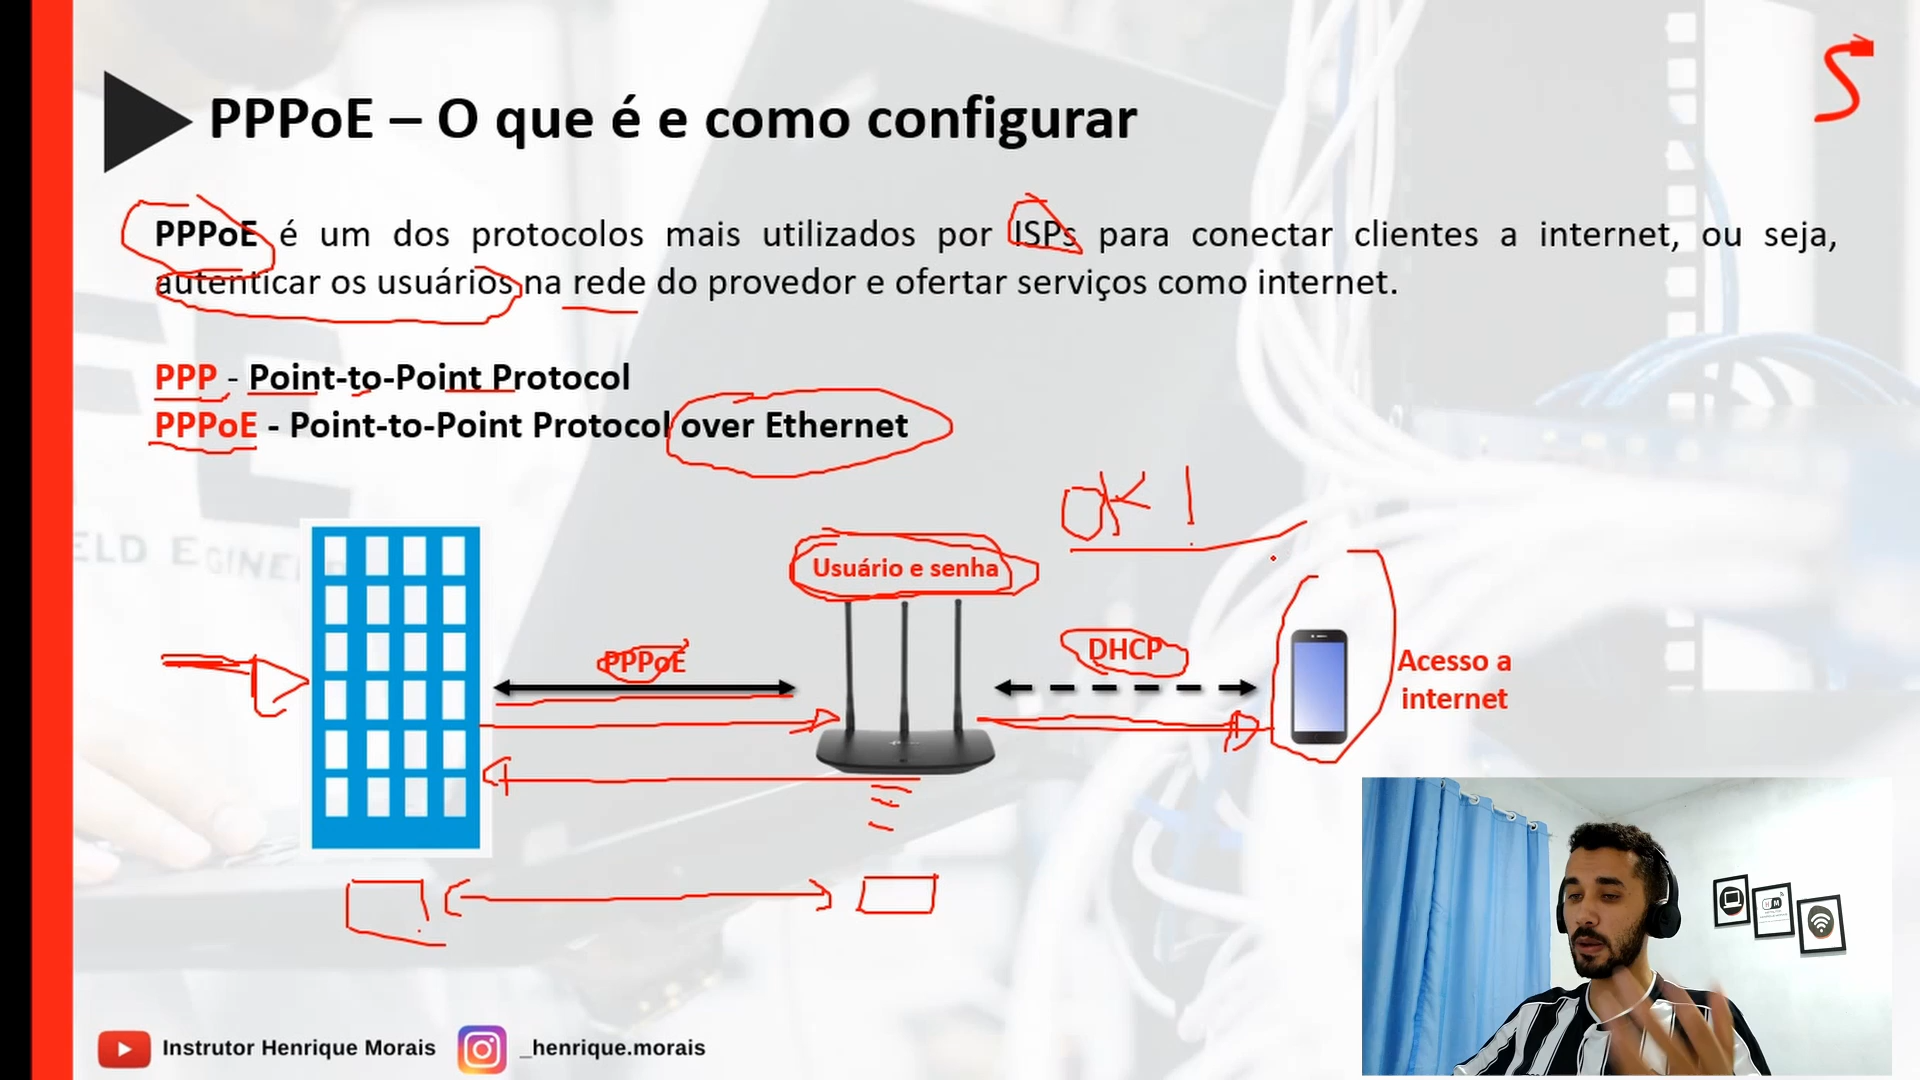 PPPoE – O que é e como configurar
PPPoE é um dos protocolos mais utilizados por ISPs para conectar clientes a internet, ou seja,
autenticar os usuários na rede do provedor e ofertar serviços como internet.
PPP - Point-to-Point Protocol
PPPoE - Point-to-Point Protocol over Ethernet
OK !
Usuário e senha
PPPoE
DHCP
Acesso a
internet
ELD EGINE
Instrutor Henrique Morais
_henrique.morais